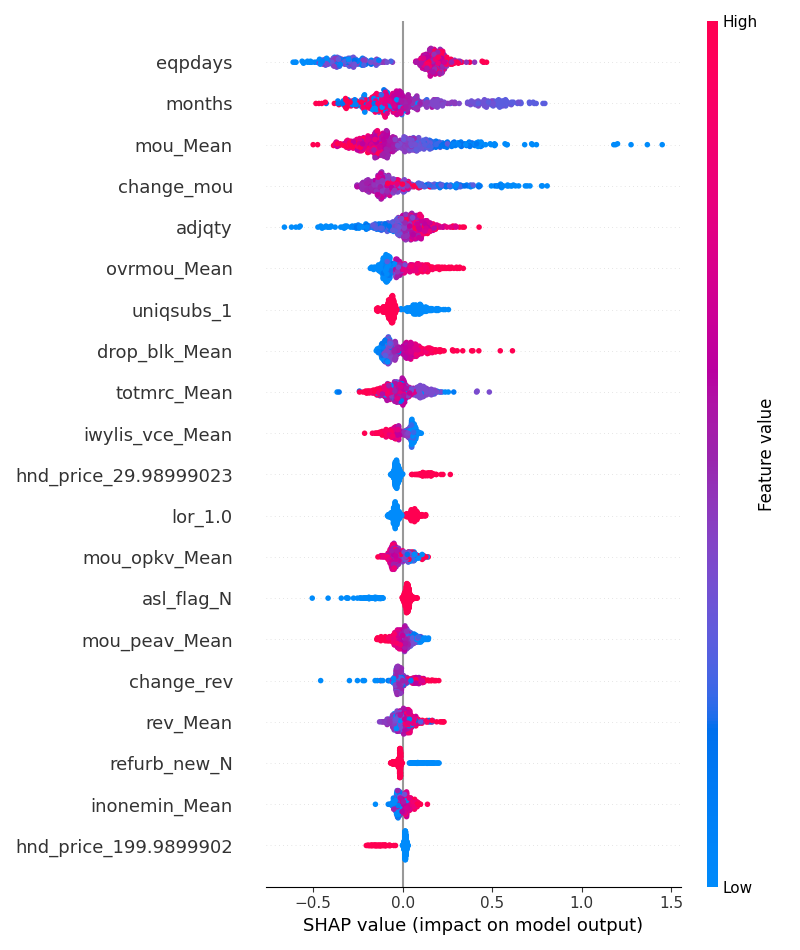 High
eqpdays
months
mou_Mean
change_mou
adjqty
ovrmou_Mean
uniqsubs_1
drop_blk_Mean
totmrc_Mean
iwylis_vce_Mean
hnd_price_29.98999023
lor_1.0
mou_opkv_Mean
asl_flag_N
mou_peav_Mean
change_rev
rev_Mean
refurb_new_N
inonemin_Mean
hnd_price_199.9899902
Feature value
Low
−0.5 0.0 0.5 1.0 1.5
SHAP value (impact on model output)